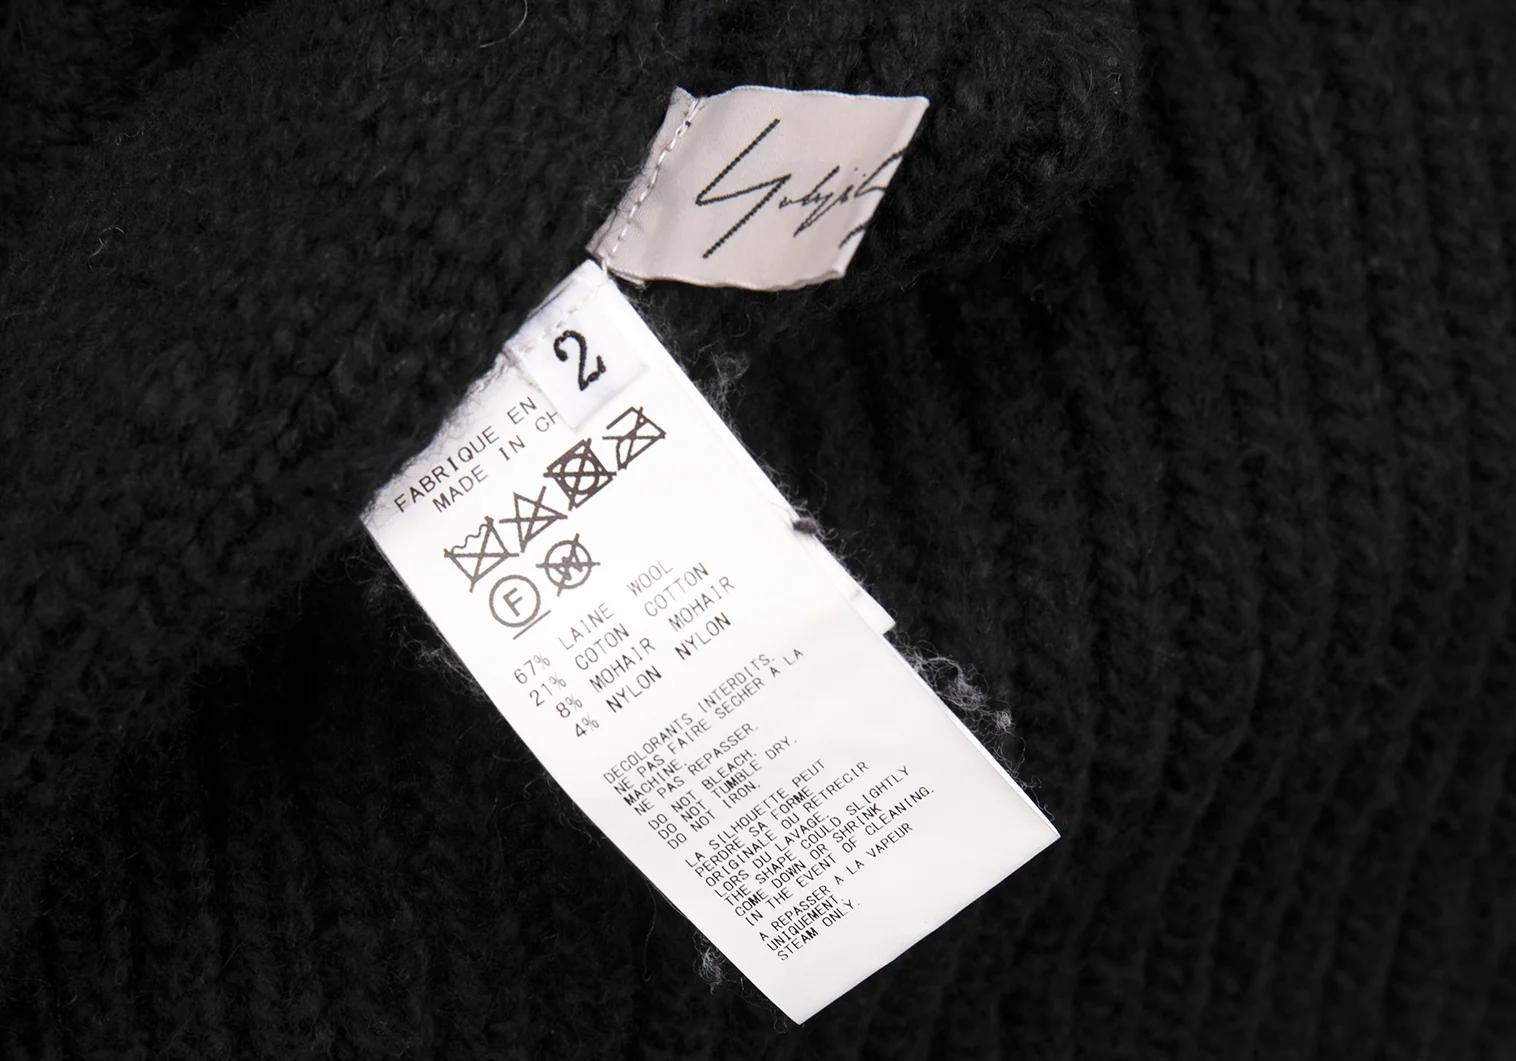 2
FABRIQUE EN
MADE IN CH
F
W
67% LAINE WOOL
21% COTON COTTON
8% MOHAIR MOHAIR
4% NYLON NYLON
DECOLORANTS INTERDITS.
NE PAS FAIRE SECHER A LA
MACHINE.
NE PAS REPASSER.
DO NOT BLEACH.
DO NOT TUMBLE DRY.
DO NOT IRON.
LA SILHOUETTE PEUT
PERDRE SA FORME
ORIGINALE OU RETRECIR
LORS DU LAVAGE.
THE SHAPE COULD SLIGHTLY
COME DOWN OR SHRINK
IN THE EVENT OF CLEANING.
A REPASSER A LA VAPEUR
UNIQUEMENT.
STEAM ONLY.